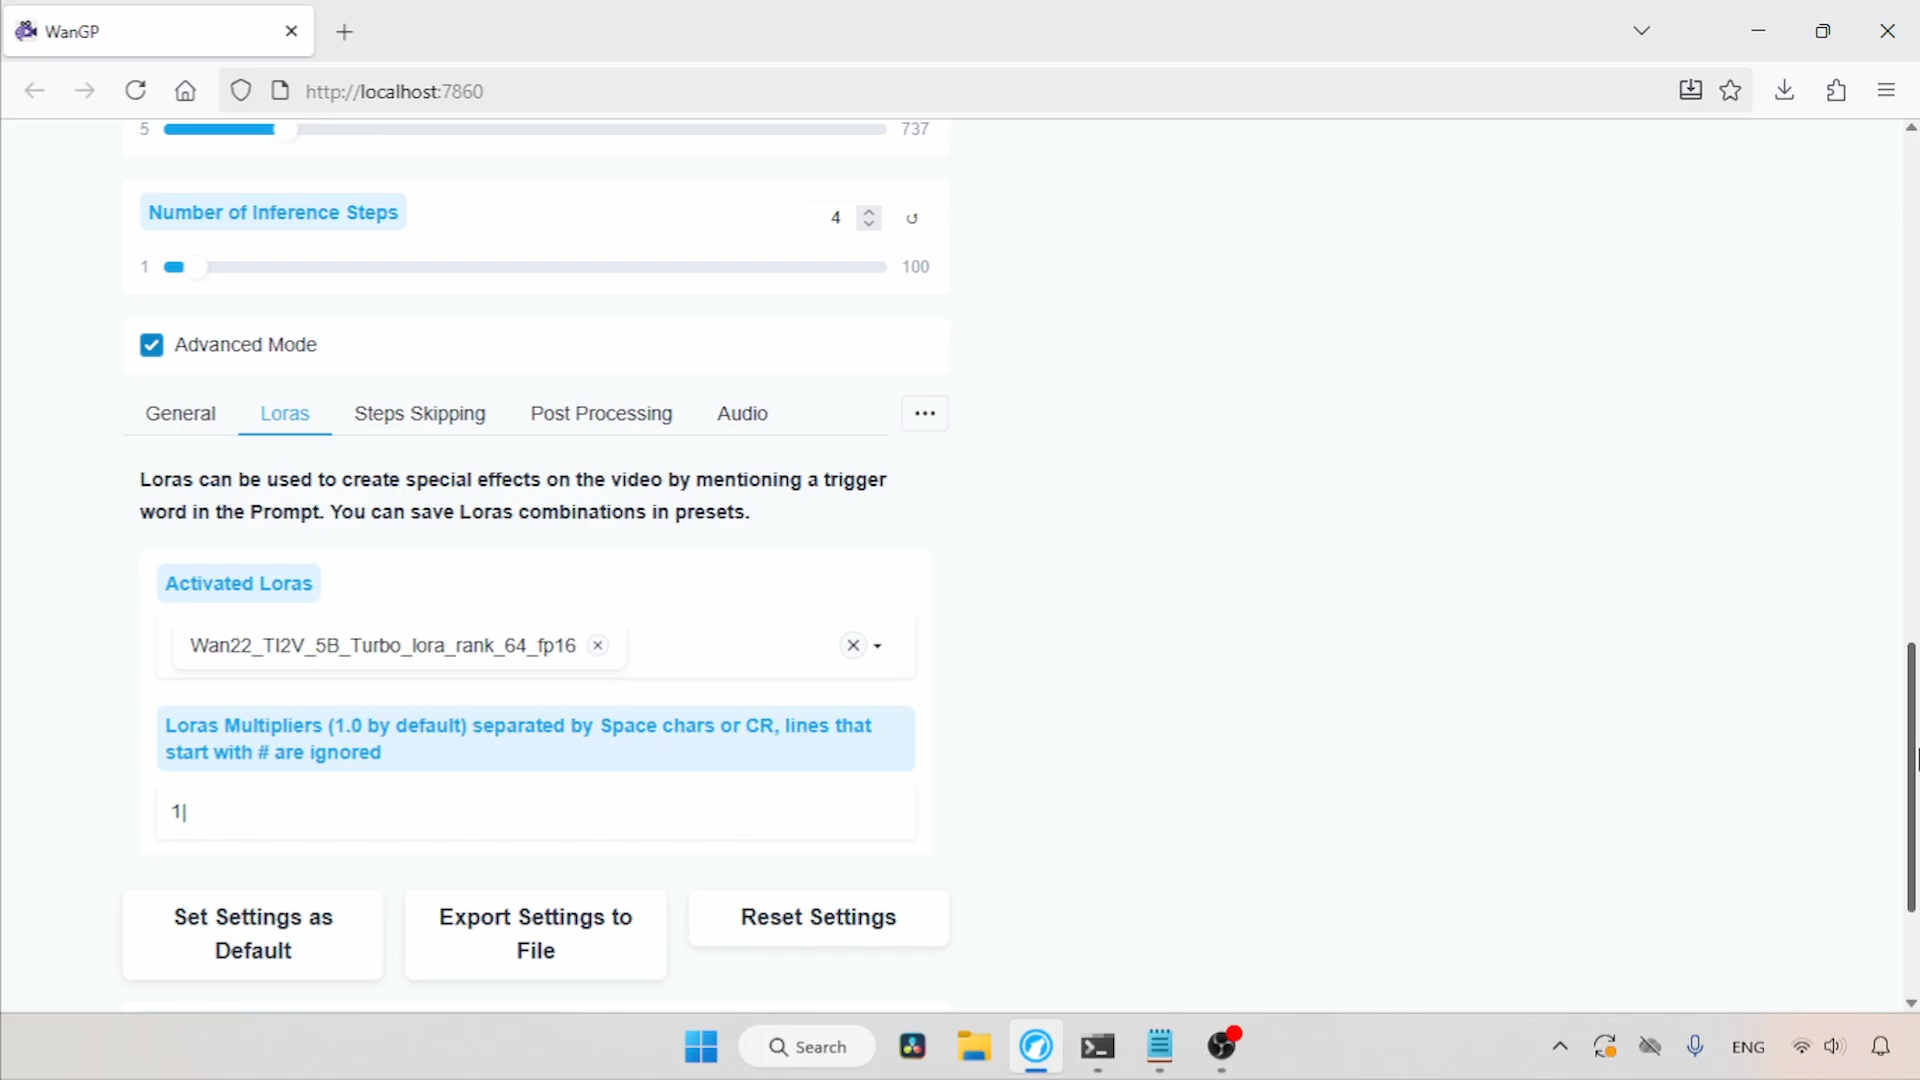 WanGP
http://localhost:7860
5
737
Number of Inference Steps
4
1
100
Advanced Mode
General
Loras
Steps Skipping
Post Processing
Audio
Loras can be used to create special effects on the video by mentioning a trigger
word in the Prompt. You can save Loras combinations in presets.
Activated Loras
Wan22_TI2V_5B_Turbo_lora_rank_64_fp16
Loras Multipliers (1.0 by default) separated by Space chars or CR, lines that
start with # are ignored
1
Set Settings as
Default
Export Settings to
File
Reset Settings
Search
ENG